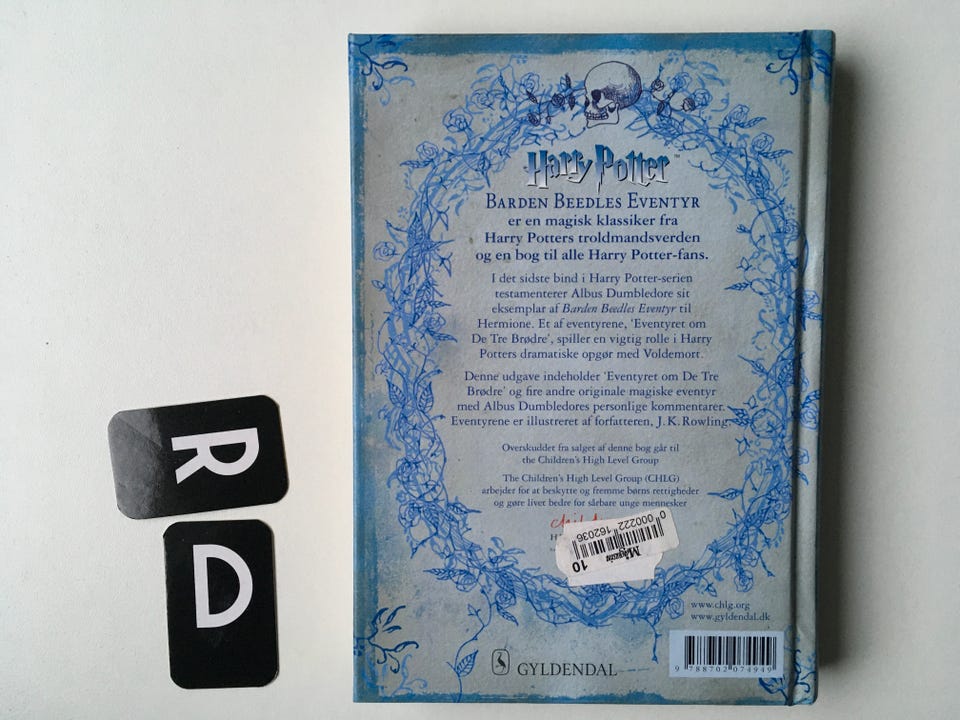 Harry Potter™
BARDEN BEEDLES EVENTYR
er en magisk klassiker fra
Harry Potters troldmandsverden
og en bog til alle Harry Potter-fans.
I det sidste bind i Harry Potter-serien
testamenterer Albus Dumbledore sit
eksemplar af Barden Beedles Eventyr til
Hermione. Et af eventyrene, ‘Eventyret om
De Tre Brødre’, spiller en vigtig rolle i Harry
Potters dramatiske opgør med Voldemort.
Denne udgave indeholder ‘Eventyret om De Tre
Brødre’ og fire andre originale magiske eventyr
med Albus Dumbledores personlige kommentarer.
Eventyrene er illustreret af forfatteren, J.K. Rowling.
Overskuddet fra salget af denne bog går til
the Children’s High Level Group
The Children’s High Level Group (CHLG)
arbejder for at beskytte og fremme børns rettigheder
og gøre livet bedre for sårbare unge mennesker
0 000222 162036
10
www.chlg.org
www.gyldendal.dk
GYLDENDAL
9 788702 074949
R
D